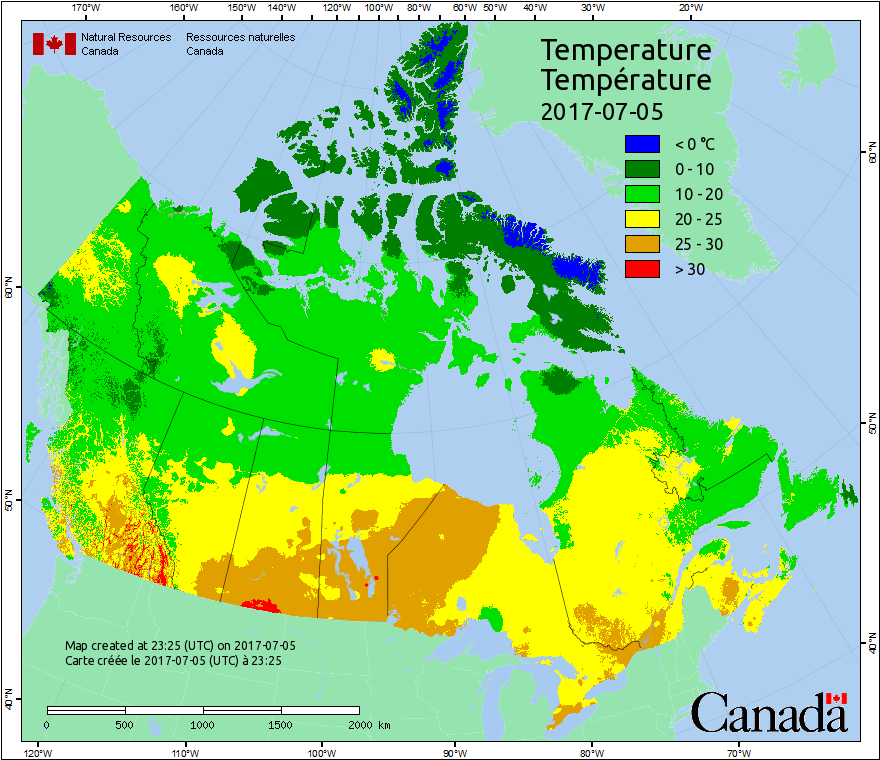 170°W 160°W 150°W 140°W 120°W 100°W 80°W 60°W 50°W 40°W 30°W 20°W
Natural Resources Ressources naturelles
Canada Canada
Temperature
Température
2017-07-05
< 0 °C
0 - 10
10 - 20
20 - 25
25 - 30
> 30
60°N
60°N
50°N
50°N
40°N
40°N
Map created at 23:25 (UTC) on 2017-07-05
Carte créée le 2017-07-05 (UTC) à 23:25
0 500 1000 1500 2000 km
Canada
120°W 110°W 100°W 90°W 80°W 70°W